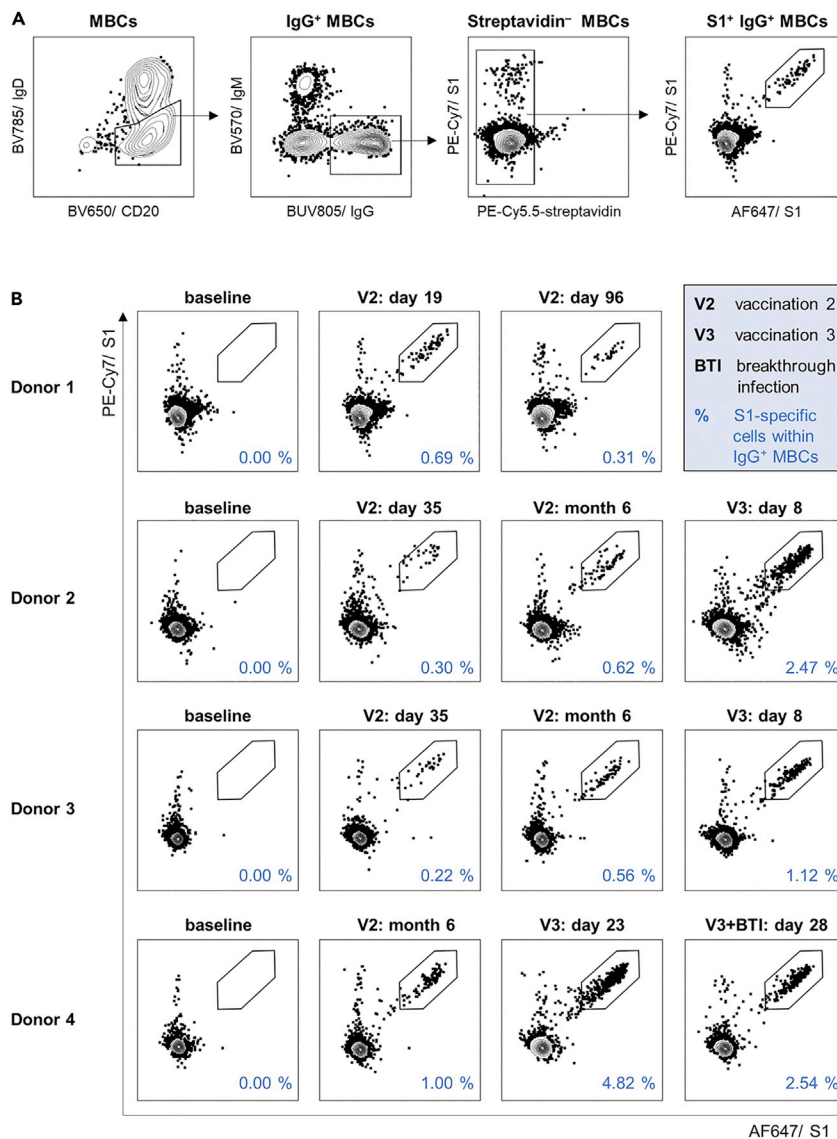 A
MBCs
IgG⁺ MBCs
Streptavidin⁻ MBCs
S1⁺ IgG⁺ MBCs
BV785/ IgD
BV650/ CD20
BV570/ IgM
BUV805/ IgG
PE-Cy7/ S1
PE-Cy5.5-streptavidin
PE-Cy7/ S1
AF647/ S1
B
PE-Cy7/ S1
baseline
V2: day 19
V2: day 96
Donor 1
0.00 %
0.69 %
0.31 %
V2 vaccination 2
V3 vaccination 3
BTI breakthrough
infection
% S1-specific
cells within
IgG⁺ MBCs
baseline
V2: day 35
V2: month 6
V3: day 8
Donor 2
0.00 %
0.30 %
0.62 %
2.47 %
baseline
V2: day 35
V2: month 6
V3: day 8
Donor 3
0.00 %
0.22 %
0.56 %
1.12 %
baseline
V2: month 6
V3: day 23
V3+BTI: day 28
Donor 4
0.00 %
1.00 %
4.82 %
2.54 %
AF647/ S1